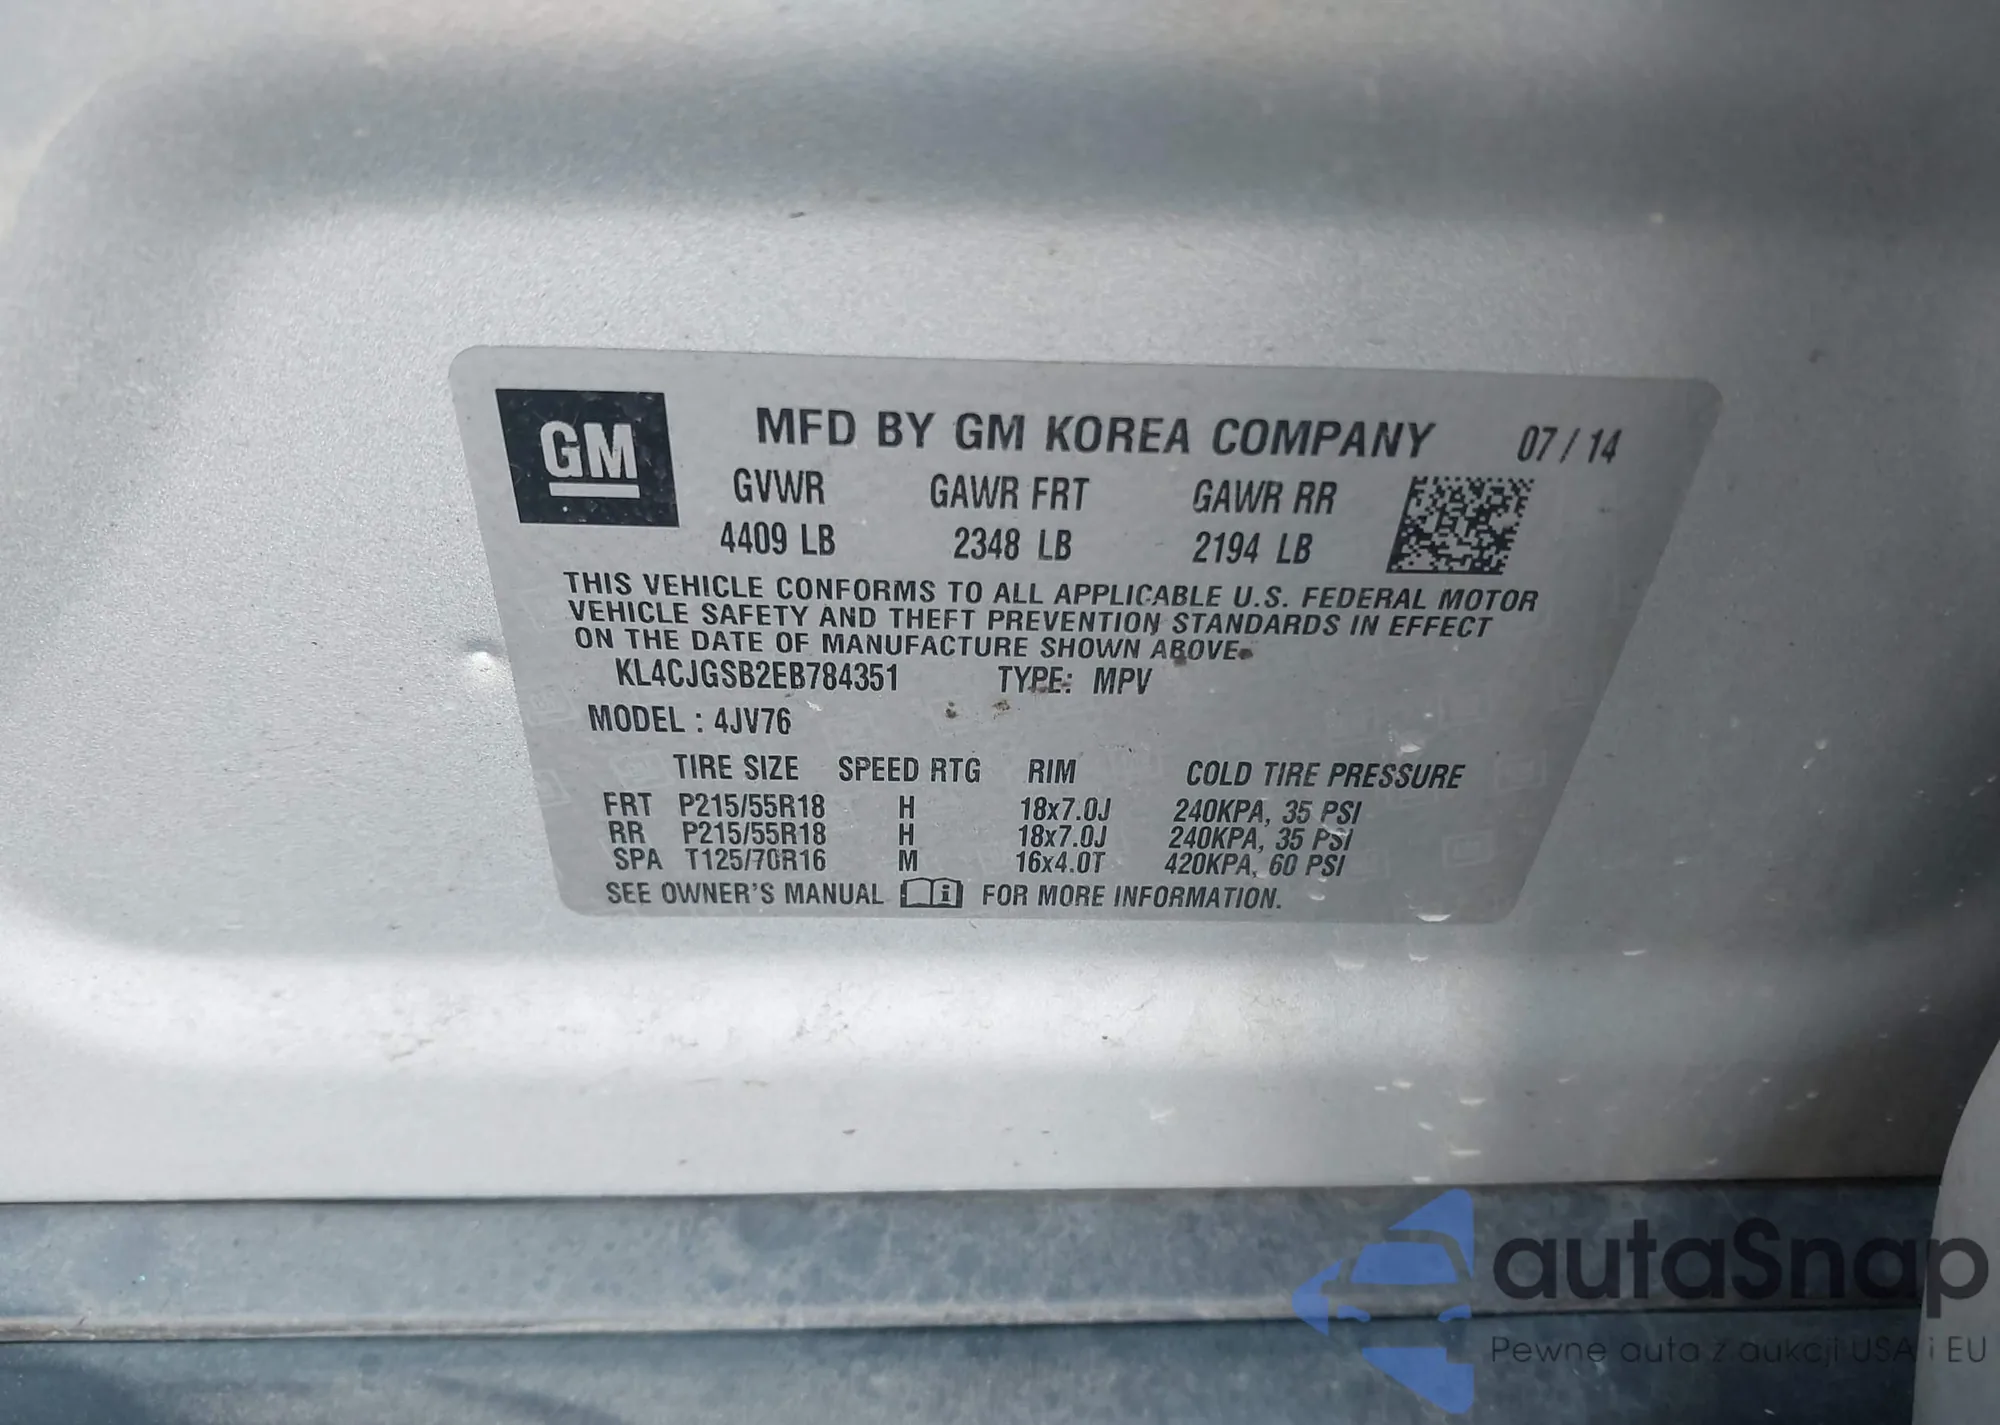 GM
MFD BY GM KOREA COMPANY 07 / 14
GVWR GAWR FRT GAWR RR
4409 LB 2348 LB 2194 LB
THIS VEHICLE CONFORMS TO ALL APPLICABLE U.S. FEDERAL MOTOR
VEHICLE SAFETY AND THEFT PREVENTION STANDARDS IN EFFECT
ON THE DATE OF MANUFACTURE SHOWN ABOVE.
KL4CJGSB2EB784351 TYPE: MPV
MODEL : 4JV76
TIRE SIZE SPEED RTG RIM COLD TIRE PRESSURE
FRT P215/55R18 H 18x7.0J 240KPA, 35 PSI
RR P215/55R18 H 18x7.0J 240KPA, 35 PSI
SPA T125/70R16 M 16x4.0T 420KPA, 60 PSI
SEE OWNER'S MANUAL i FOR MORE INFORMATION.
autaSnap
Pewne auta z aukcji USA i EU